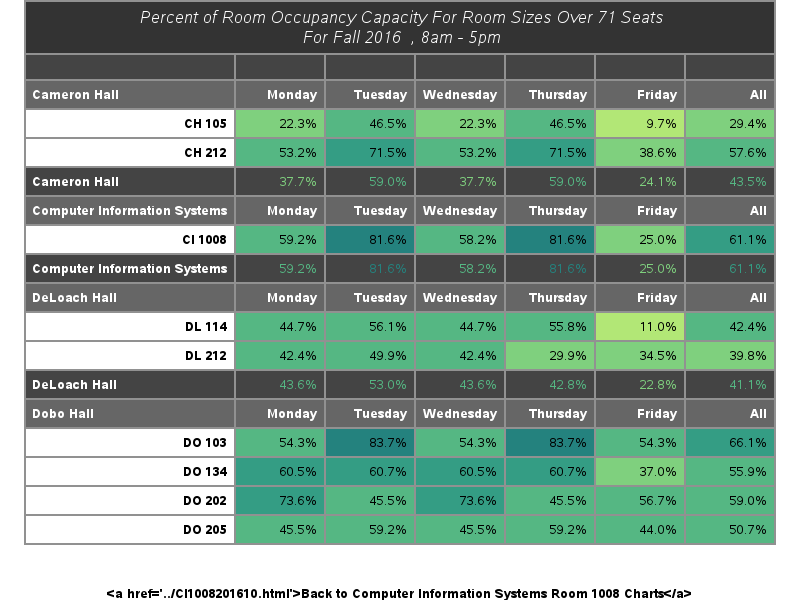 Percent of Room Occupancy Capacity For Room Sizes Over 71 Seats
For Fall 2016 , 8am - 5pm
Cameron Hall Monday Tuesday Wednesday Thursday Friday All
CH 105 22.3% 46.5% 22.3% 46.5% 9.7% 29.4%
CH 212 53.2% 71.5% 53.2% 71.5% 38.6% 57.6%
Cameron Hall 37.7% 59.0% 37.7% 59.0% 24.1% 43.5%
Computer Information Systems Monday Tuesday Wednesday Thursday Friday All
CI 1008 59.2% 81.6% 58.2% 81.6% 25.0% 61.1%
Computer Information Systems 59.2% 81.6% 58.2% 81.6% 25.0% 61.1%
DeLoach Hall Monday Tuesday Wednesday Thursday Friday All
DL 114 44.7% 56.1% 44.7% 55.8% 11.0% 42.4%
DL 212 42.4% 49.9% 42.4% 29.9% 34.5% 39.8%
DeLoach Hall 43.6% 53.0% 43.6% 42.8% 22.8% 41.1%
Dobo Hall Monday Tuesday Wednesday Thursday Friday All
DO 103 54.3% 83.7% 54.3% 83.7% 54.3% 66.1%
DO 134 60.5% 60.7% 60.5% 60.7% 37.0% 55.9%
DO 202 73.6% 45.5% 73.6% 45.5% 56.7% 59.0%
DO 205 45.5% 59.2% 45.5% 59.2% 44.0% 50.7%
&lt;a href='../CI1008201610.html'&gt;Back to Computer Information Systems Room 1008 Charts&lt;/a&gt;